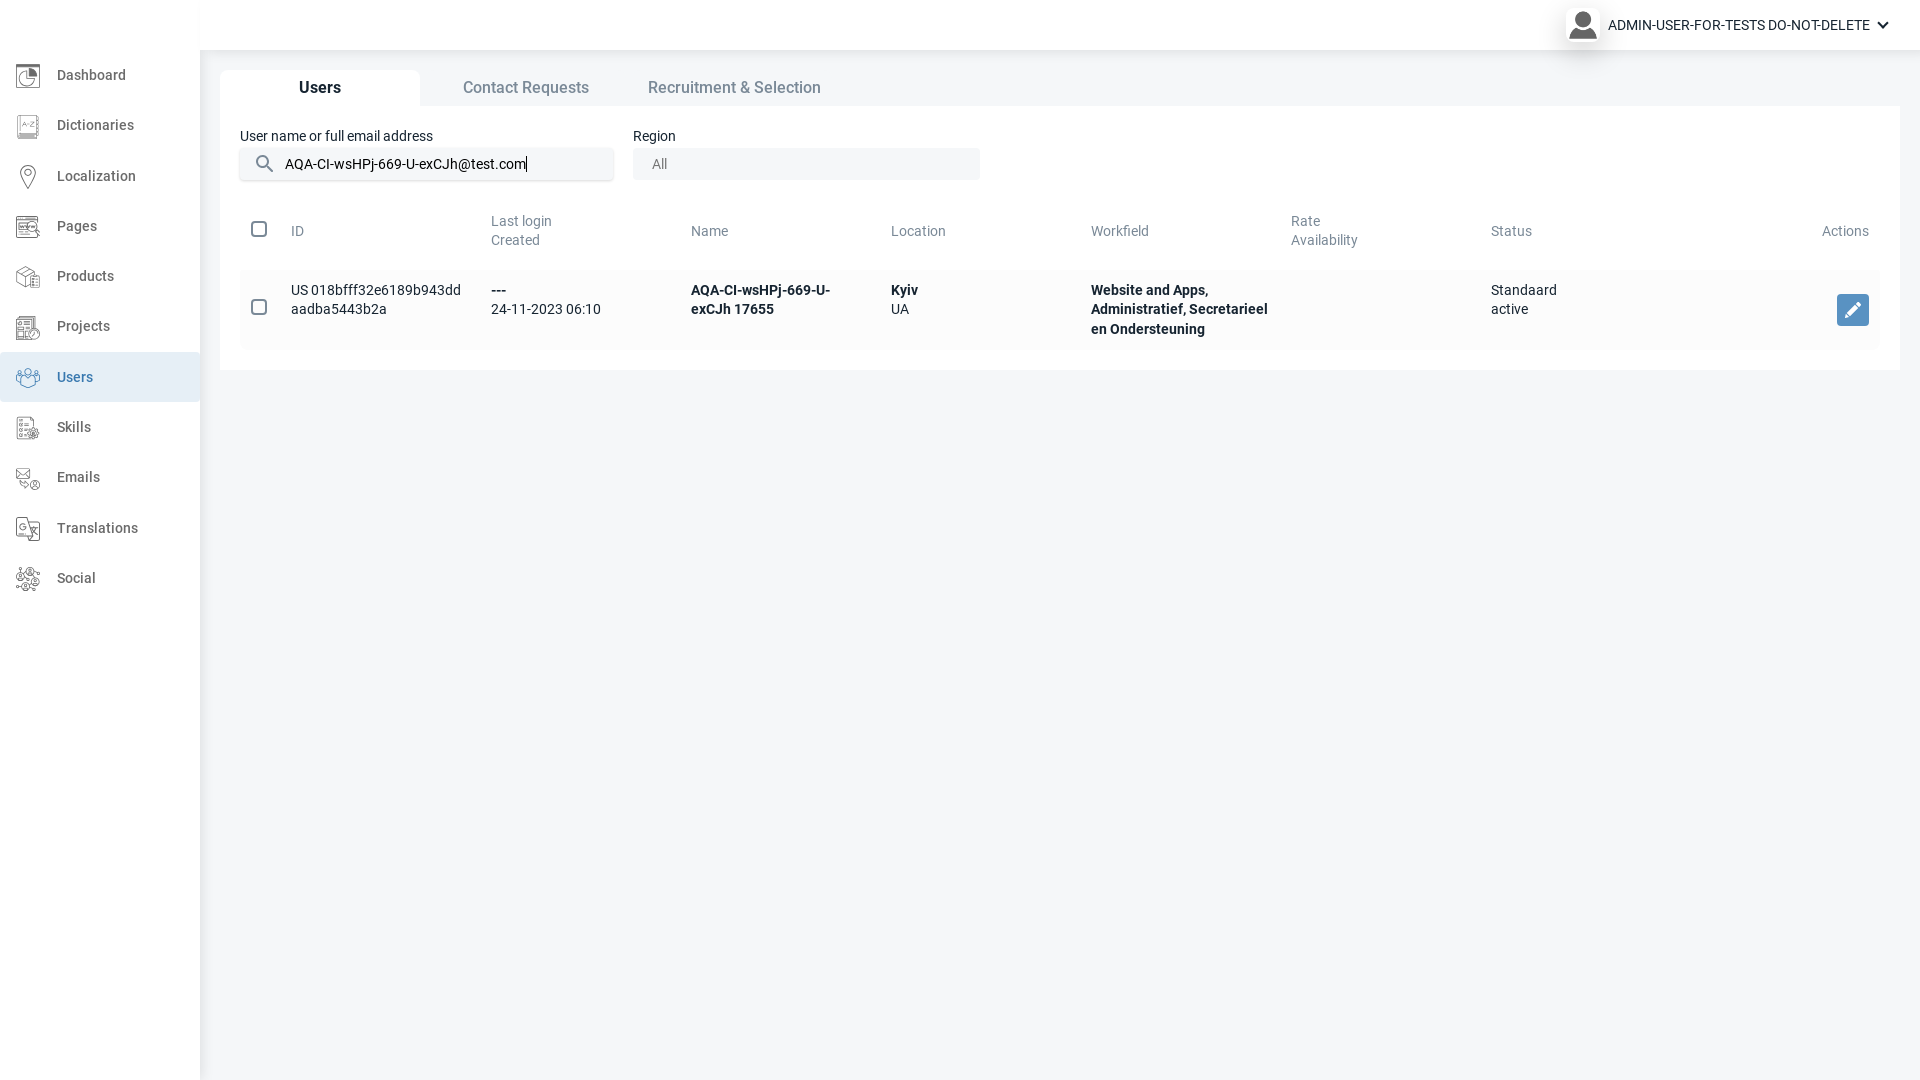 ADMIN-USER-FOR-TESTS DO-NOT-DELETE
Dashboard
Dictionaries
Localization
Pages
Products
Projects
Users
Skills
Emails
Translations
Social
Users
Contact Requests
Recruitment & Selection
User name or full email address
Region
AQA-CI-wsHPj-669-U-exCJh@test.com
All
ID
Last login
Created
Name
Location
Workfield
Rate
Availability
Status
Actions
US 018bfff32e6189b943dd
aadba5443b2a
---
24-11-2023 06:10
AQA-CI-wsHPj-669-U-
exCJh 17655
Kyiv
UA
Website and Apps,
Administratief, Secretarieel
en Ondersteuning
Standaard
active